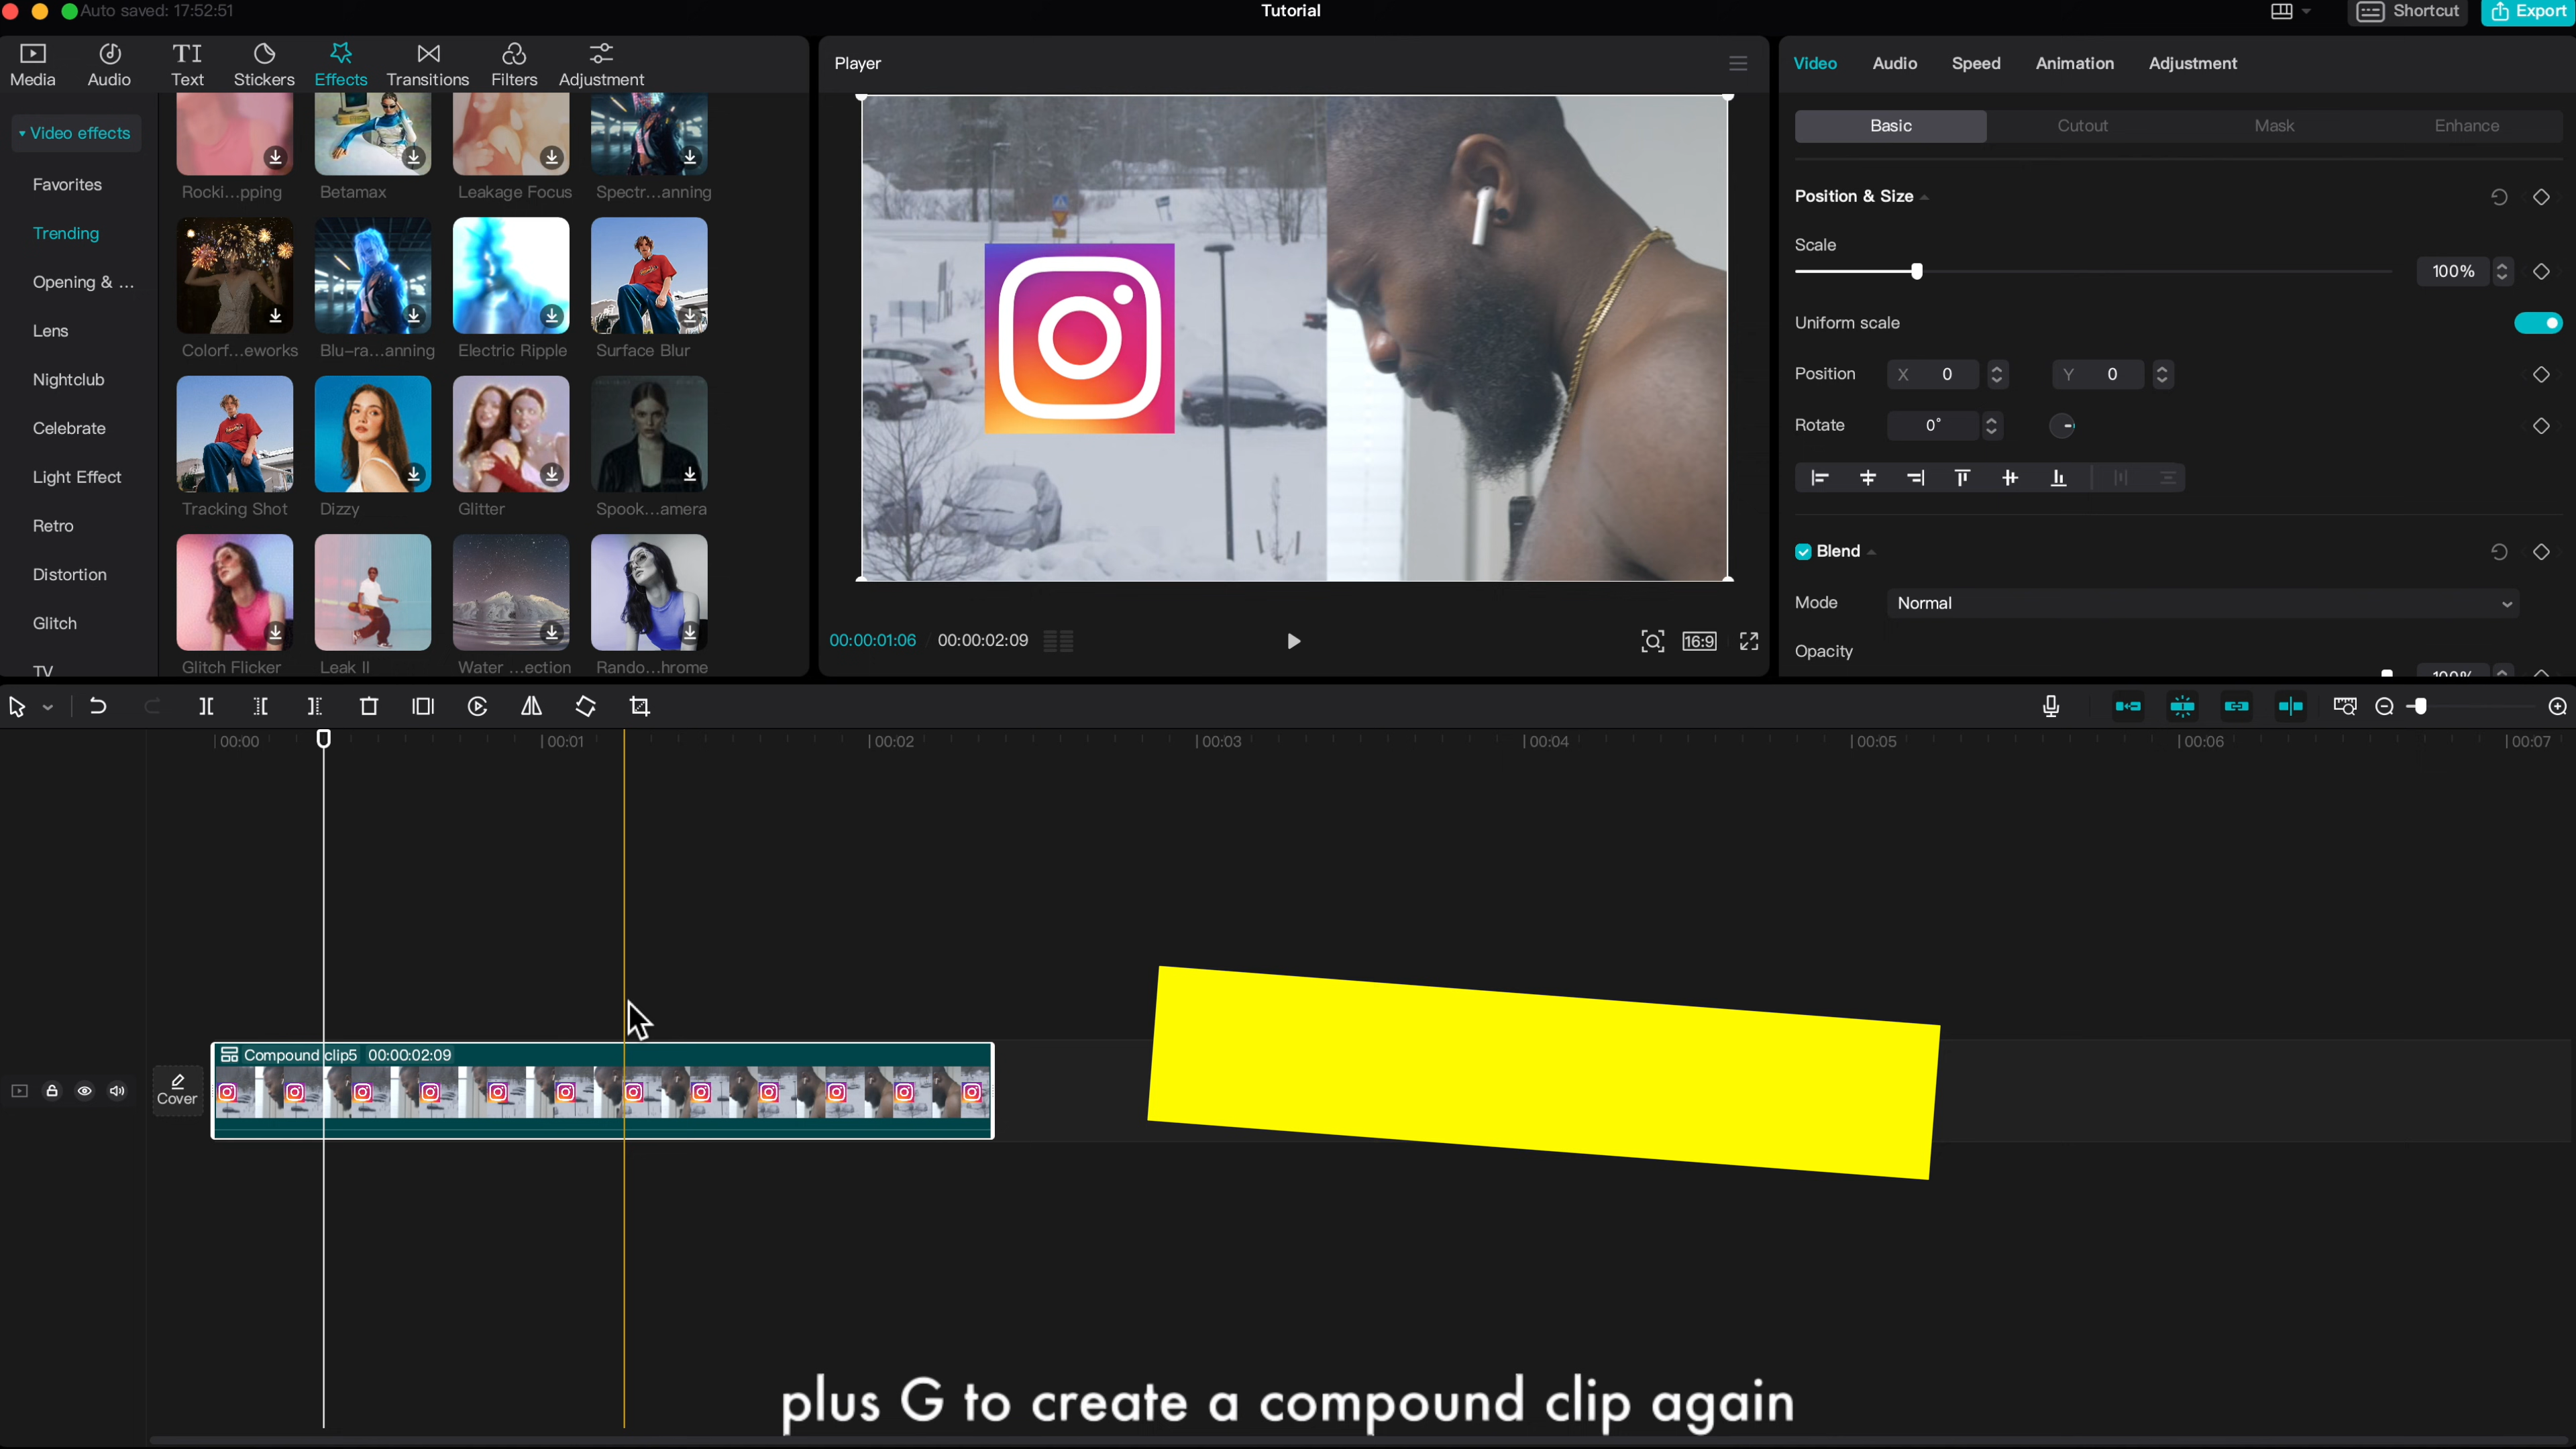 Auto saved: 17:52:51
Tutorial
Shortcut
Export
Media
Audio
TI
Text
Stickers
Effects
Transitions
Filters
Adjustment
Player
Video
Audio
Speed
Animation
Adjustment
Video effects
Favorites
Trending
Opening & ...
Lens
Nightclub
Celebrate
Light Effect
Retro
Distortion
Glitch
TV
Rocki...pping
Betamax
Leakage Focus
Spectr...anning
Colorf...eworks
Blu-ra...anning
Electric Ripple
Surface Blur
Tracking Shot
Dizzy
Glitter
Spook...amera
Glitch Flicker
Leak II
Water ...ection
Rando...hrome
00:00:01:06 / 00:00:02:09
16:9
Basic
Cutout
Mask
Enhance
Position & Size
Scale
100%
Uniform scale
Position
X 0
Y 0
Rotate
0°
Blend
Mode
Normal
Opacity
100%
00:00
00:01
00:02
00:03
00:04
00:05
00:06
00:07
Cover
Compound clip5 00:00:02:09
plus G to create a compound clip again